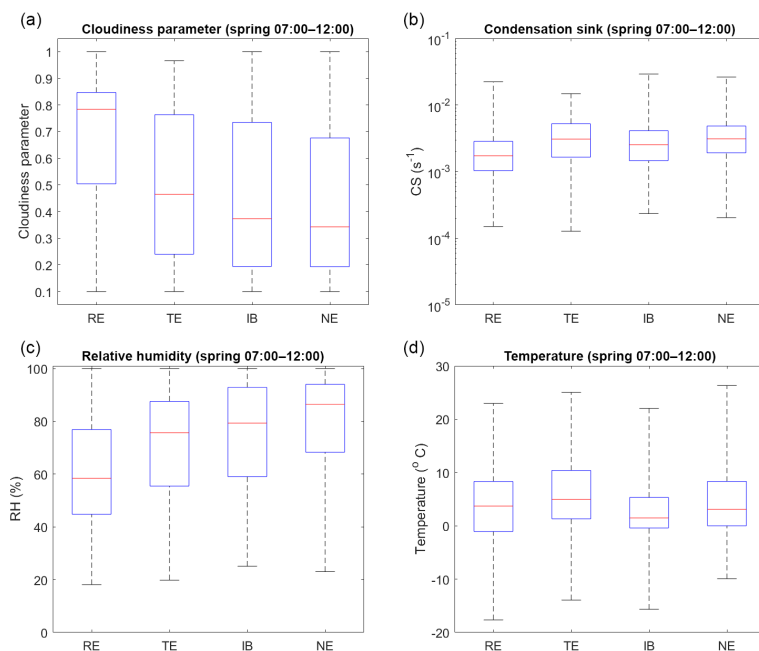 (a)
Cloudiness parameter (spring 07:00–12:00)
1
0.9
0.8
0.7
0.6
0.5
0.4
0.3
0.2
0.1
Cloudiness parameter
RE TE IB NE
(b)
Condensation sink (spring 07:00–12:00)
10-1
10-2
10-3
10-4
10-5
CS (s-1)
RE TE IB NE
(c)
Relative humidity (spring 07:00–12:00)
100
80
60
40
20
0
RH (%)
RE TE IB NE
(d)
Temperature (spring 07:00–12:00)
30
20
10
0
-10
-20
Temperature (o C)
RE TE IB NE